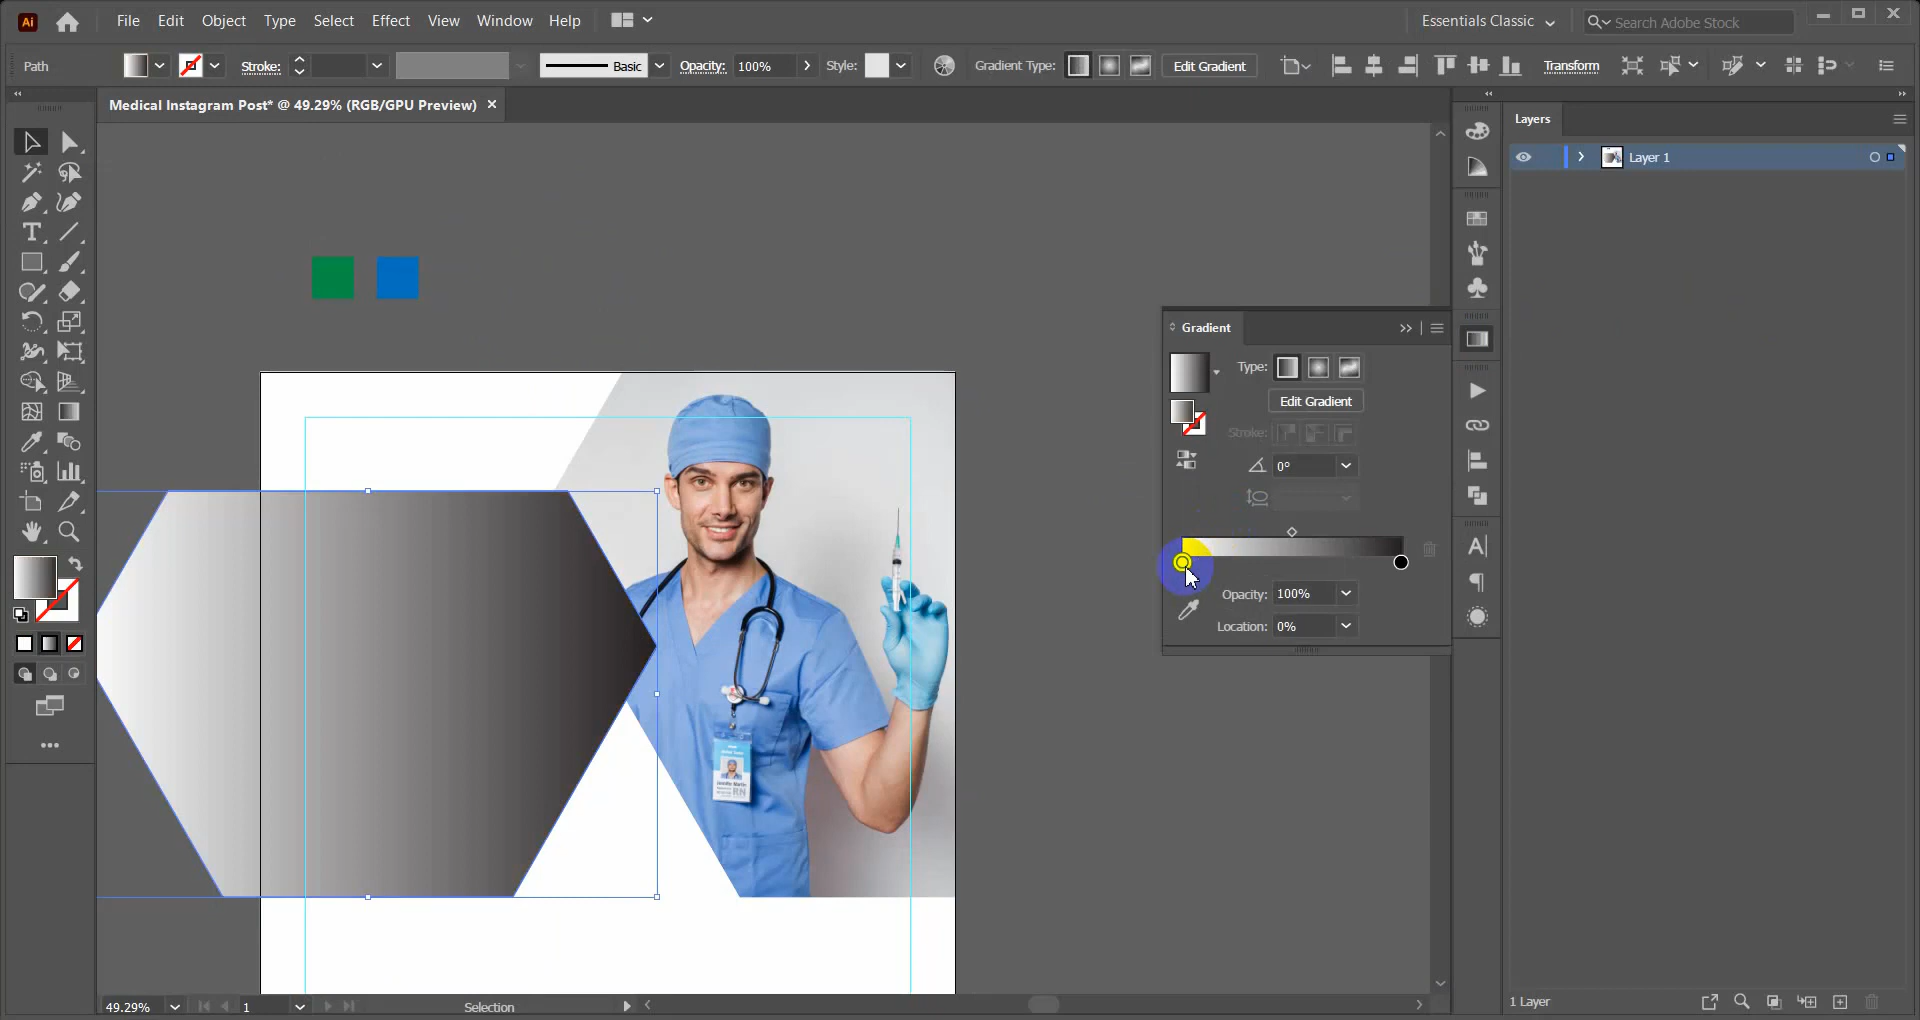 Ai File Edit Object Type Select Effect View Window Help Essentials Classic Search Adobe Stock
Path Stroke: Basic Opacity: 100% Style: Gradient Type: Edit Gradient Transform
Medical Instagram Post* @ 49.29% (RGB/GPU Preview)
Layers
Layer 1
Gradient
Type:
Edit Gradient
Stroke:
0°
Opacity: 100%
Location: 0%
RN
49.29% 1 Selection
1 Layer